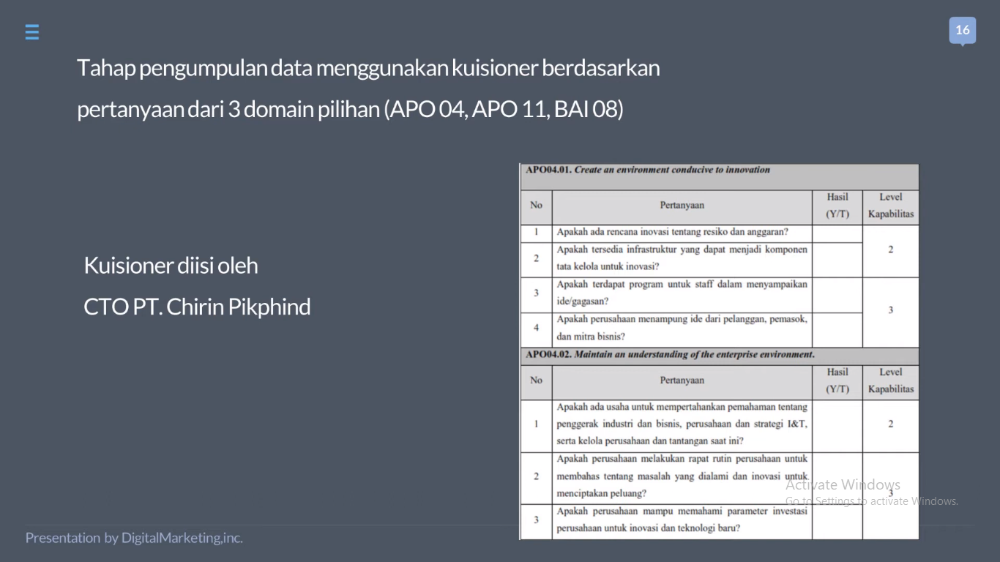 16
Tahap pengumpulan data menggunakan kuisioner berdasarkan
pertanyaan dari 3 domain pilihan (APO 04, APO 11, BAI 08)
Kuisioner diisi oleh
CTO PT. Chirin Pikphind
APO04.01. Create an environment conducive to innovation
No Pertanyaan Hasil (Y/T) Level Kapabilitas
1 Apakah ada rencana inovasi tentang resiko dan anggaran? 2
2 Apakah tersedia infrastruktur yang dapat menjadi komponen
tata kelola untuk inovasi?
3 Apakah terdapat program untuk staff dalam menyampaikan 3
ide/gagasan?
4 Apakah perusahaan menampung ide dari pelanggan, pemasok,
dan mitra bisnis?
APO04.02. Maintain an understanding of the enterprise environment.
No Pertanyaan Hasil (Y/T) Level Kapabilitas
Apakah ada usaha untuk mempertahankan pemahaman tentang
1 penggerak industri dan bisnis, perusahaan dan strategi I&T, 2
serta kelola perusahaan dan tantangan saat ini?
Apakah perusahaan melakukan rapat rutin perusahaan untuk
2 membahas tentang masalah yang dialami dan inovasi untuk
menciptakan peluang? 3
3 Apakah perusahaan mampu memahami parameter investasi
perusahaan untuk inovasi dan teknologi baru?
Activate Windows
Go to Settings to activate Windows.
Presentation by DigitalMarketing,inc.